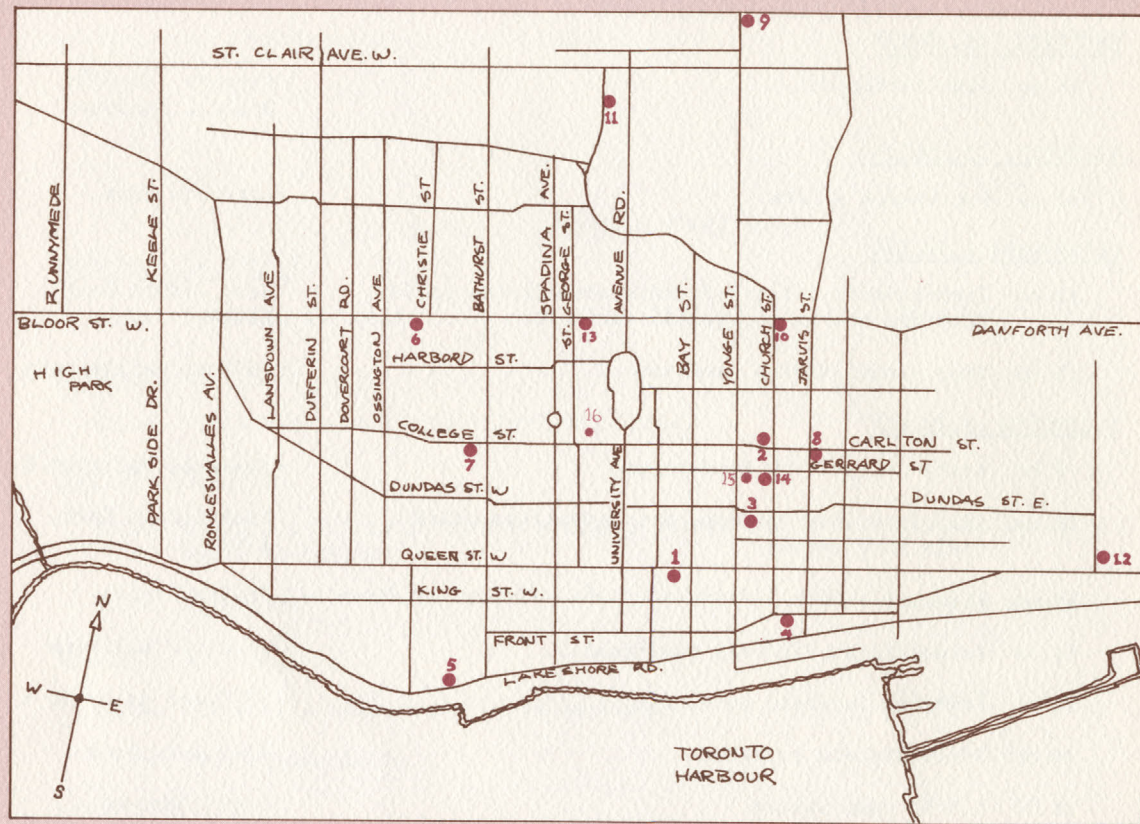 9
ST. CLAIR AVE. W.
11
RUNNYMEDE
KEELE ST.
CHRISTIE ST
BATHURST ST.
SPADINA AVE.
ST. GEORGE ST.
AVENUE RD.
LANSDOWN AVE
DUFFERIN ST.
DOVERCOURT RD.
OSSINGTON AVE
BAY ST.
YONGE ST.
CHURCH ST.
JARVIS ST.
BLOOR ST. W.
6
13
10
DANFORTH AVE.
HARBORD ST.
HIGH
PARK
PARK SIDE DR.
RONCESVALLES AV.
16
COLLEGE ST.
7
2
8
CARLTON ST.
GERRARD ST
UNIVERSITY AVE
15
14
DUNDAS ST. W
3
DUNDAS ST. E.
QUEEN ST. W
1
12
KING ST. W.
4
FRONT ST.
5
LAKE SHORE RD.
N
W
E
S
TORONTO
HARBOUR